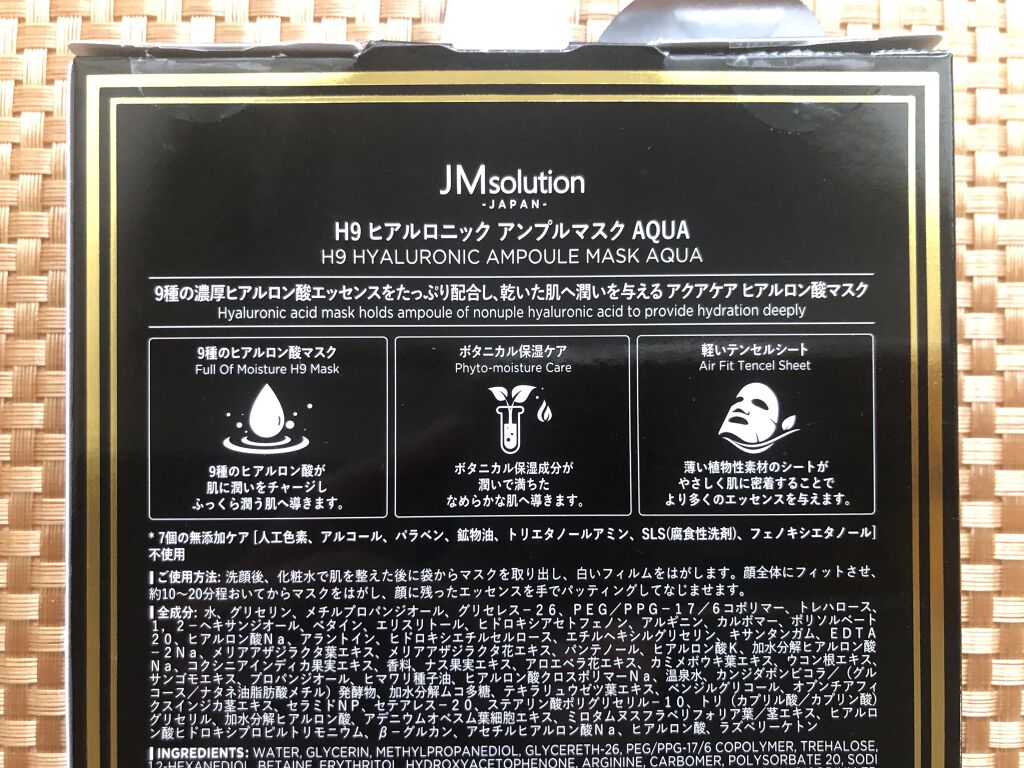 JMsolution
-JAPAN-
H9 ヒアルロニック アンプルマスク AQUA
H9 HYALURONIC AMPOULE MASK AQUA
9種の濃厚ヒアルロン酸エッセンスをたっぷり配合し、乾いた肌へ潤いを与える アクアケア ヒアルロン酸マスク
Hyaluronic acid mask holds ampoule of nonuple hyaluronic acid to provide hydration deeply
9種のヒアルロン酸マスク
Full Of Moisture H9 Mask
9種のヒアルロン酸が
肌に潤いをチャージし
ふっくら潤う肌へ導きます。
ボタニカル保湿ケア
Phyto-moisture Care
ボタニカル保湿成分が
潤いで満ちた
なめらかな肌へ導きます。
軽いテンセルシート
Air Fit Tencel Sheet
薄い植物性素材のシートが
やさしく肌に密着することで
より多くのエッセンスを与えます。
* 7個の無添加ケア [人工色素、アルコール、パラベン、鉱物油、トリエタノールアミン、SLS(腐食性洗剤)、フェノキシエタノール]
不使用
ご使用方法: 洗顔後、化粧水で肌を整えた後に袋からマスクを取り出し、白いフィルムをはがします。顔全体にフィットさせ、
約10～20分程おいてからマスクをはがし、顔に残ったエッセンスを手でパッティングしてなじませます。
全成分: 水、グリセリン、メチルプロパンジオール、グリセレス－26、PEG/PPG－17/6コポリマー、トレハロース、
1，2－ヘキサンジオール、ベタイン、エリスリトール、ヒドロキシアセトフェノン、アルギニン、カルボマー、ポリソルベート
20、ヒアルロン酸Na、アラントイン、ヒドロキシエチルセルロース、エチルヘキシルグリセリン、キサンタンガム、EDTA
－2Na、メリアアザジラクタ葉エキス、メリアアザジラクタ花エキス、パンテノール、ヒアルロン酸K、加水分解ヒアルロン酸
Na、コクシニアインディカ果実エキス、香料、ナス果実エキス、アロエベラ花エキス、カミメボウキ葉エキス、ウコン根エキス、
サンゴモエキス、プロパンジオール、ヒマワリ種子油、ヒアルロン酸クロスポリマーNa、温泉水、カンジタボンビコラ/（グル
コース/ナタネ油脂肪酸メチル）発酵物、加水分解ムコ多糖、テキラリュウゼツ葉エキス、ペンジルグリコール、オプンチアフィ
クスインジカ茎エキス、セラミドNP、セテアレス－20、ステアリン酸ポリグリセリル－10、トリ（カプリル酸/カプリン酸）
グリセリル、加水分解ヒアルロン酸、アデニウムオベスム葉細胞エキス、ミロタムヌスフラベリフォリア葉/茎エキス、ヒアルロ
ン酸ヒドロキシプロピルトリモニウム、β－グルカン、アセチルヒアルロン酸Na、ヒアルロン酸、ラズベリーケトン
INGREDIENTS: WATER, GLYCERIN, METHYLPROPANEDIOL, GLYCERETH-26, PEG/PPG-17/6 COPOLYMER, TREHALOSE,
1,2-HEXANEDIOL, BETAINE, ERYTHRITOL, HYDROXYACETOPHENONE, ARGININE, CARBOMER, POLYSORBATE 20, SODI